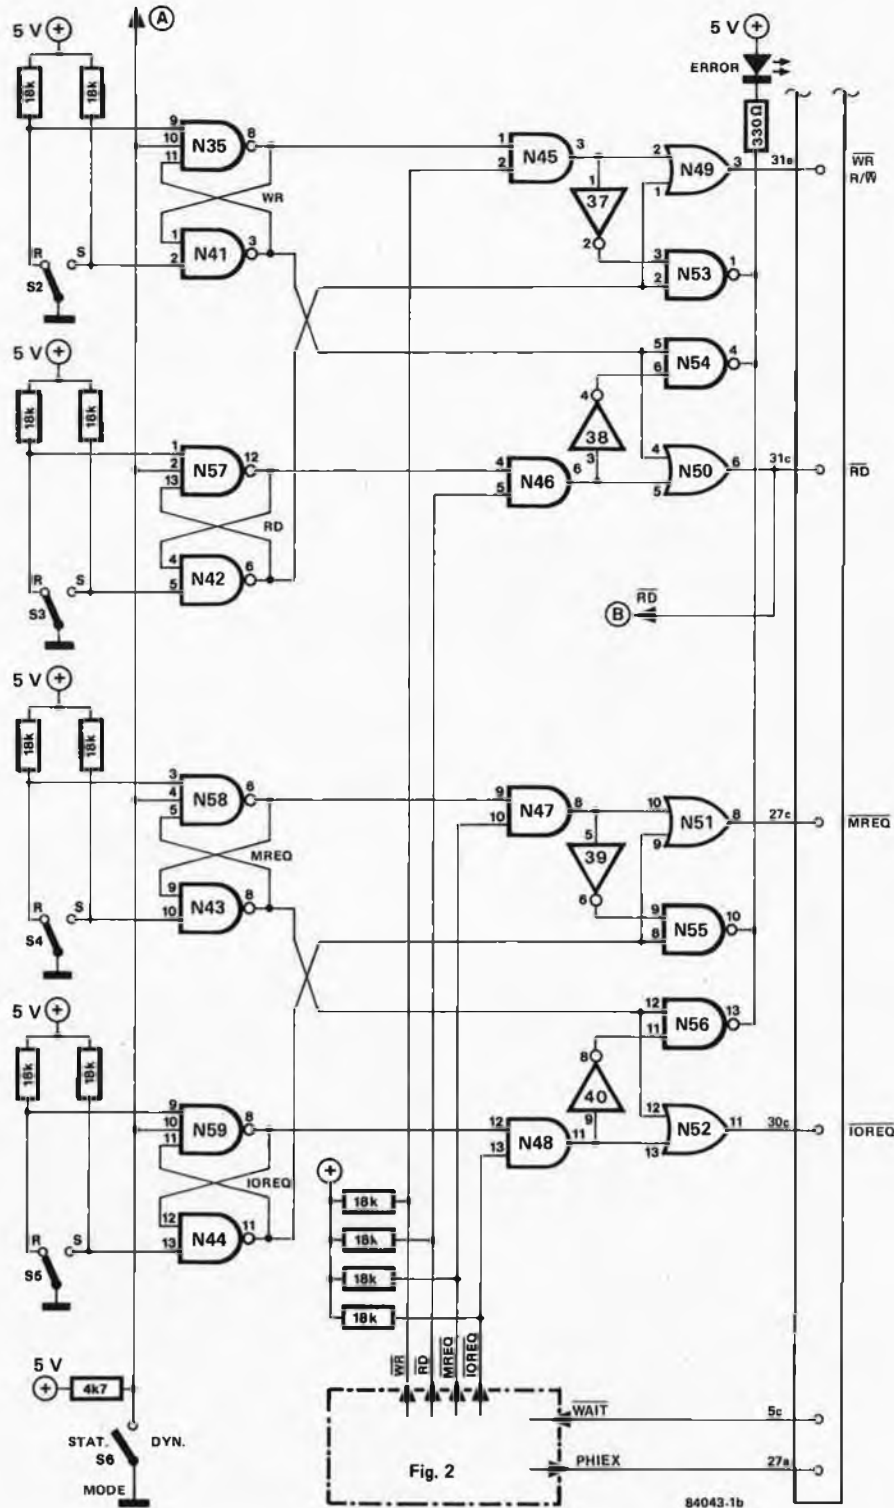 5 V
A
5 V
ERROR
18k
18k
330Ω
9
10
11
N35
8
1
2
N45
3
2
1
N49
3
31a
WR
R/W
WR
1
37
2
1
2
N41
3
3
2
N53
1
R
S
S2
5
6
N54
4
5 V
18k
18k
4
38
3
1
2
13
N57
12
4
5
N46
6
4
5
N50
6
31c
RD
RD
4
5
N42
6
R
S
S3
B
RD
5 V
18k
18k
3
4
5
N58
6
9
10
N47
8
10
9
N51
8
27c
MREQ
MREQ
5
39
6
9
10
N43
8
9
8
N55
10
R
S
S4
5 V
12
11
N56
13
18k
18k
8
40
9
9
10
11
N59
8
12
13
N48
11
12
13
N52
11
30c
IOREQ
IOREQ
12
13
N44
11
R
S
S5
18k
18k
18k
18k
5 V
4k7
WR
RD
MREQ
IOREQ
STAT.
DYN.
S6
MODE
Fig. 2
WAIT
5c
PHIEX
27a
84043-1b